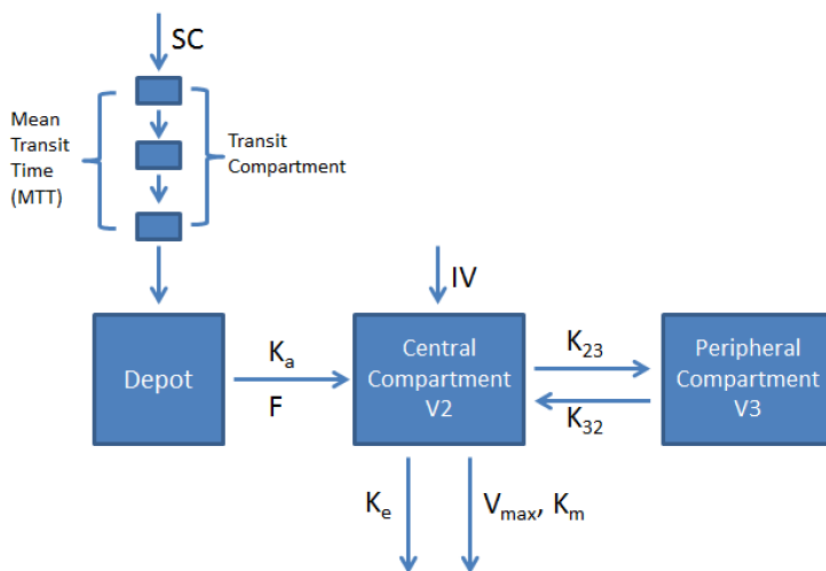 SC
Mean
Transit
Time
(MTT)
Transit
Compartment
IV
Depot
Kₐ
F
Central
Compartment
V2
K₂₃
K₃₂
Peripheral
Compartment
V3
Kₑ
Vₘₐₓ, Kₘ